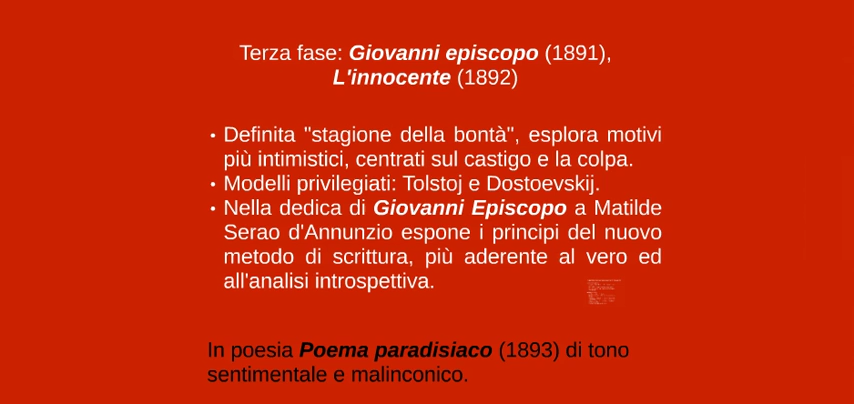 Terza fase: Giovanni episcopo (1891),
L'innocente (1892)
• Definita "stagione della bontà", esplora motivi
più intimistici, centrati sul castigo e la colpa.
• Modelli privilegiati: Tolstoj e Dostoevskij.
• Nella dedica di Giovanni Episcopo a Matilde
Serao d'Annunzio espone i principi del nuovo
metodo di scrittura, più aderente al vero ed
all'analisi introspettiva.
In poesia Poema paradisiaco (1893) di tono
sentimentale e malinconico.